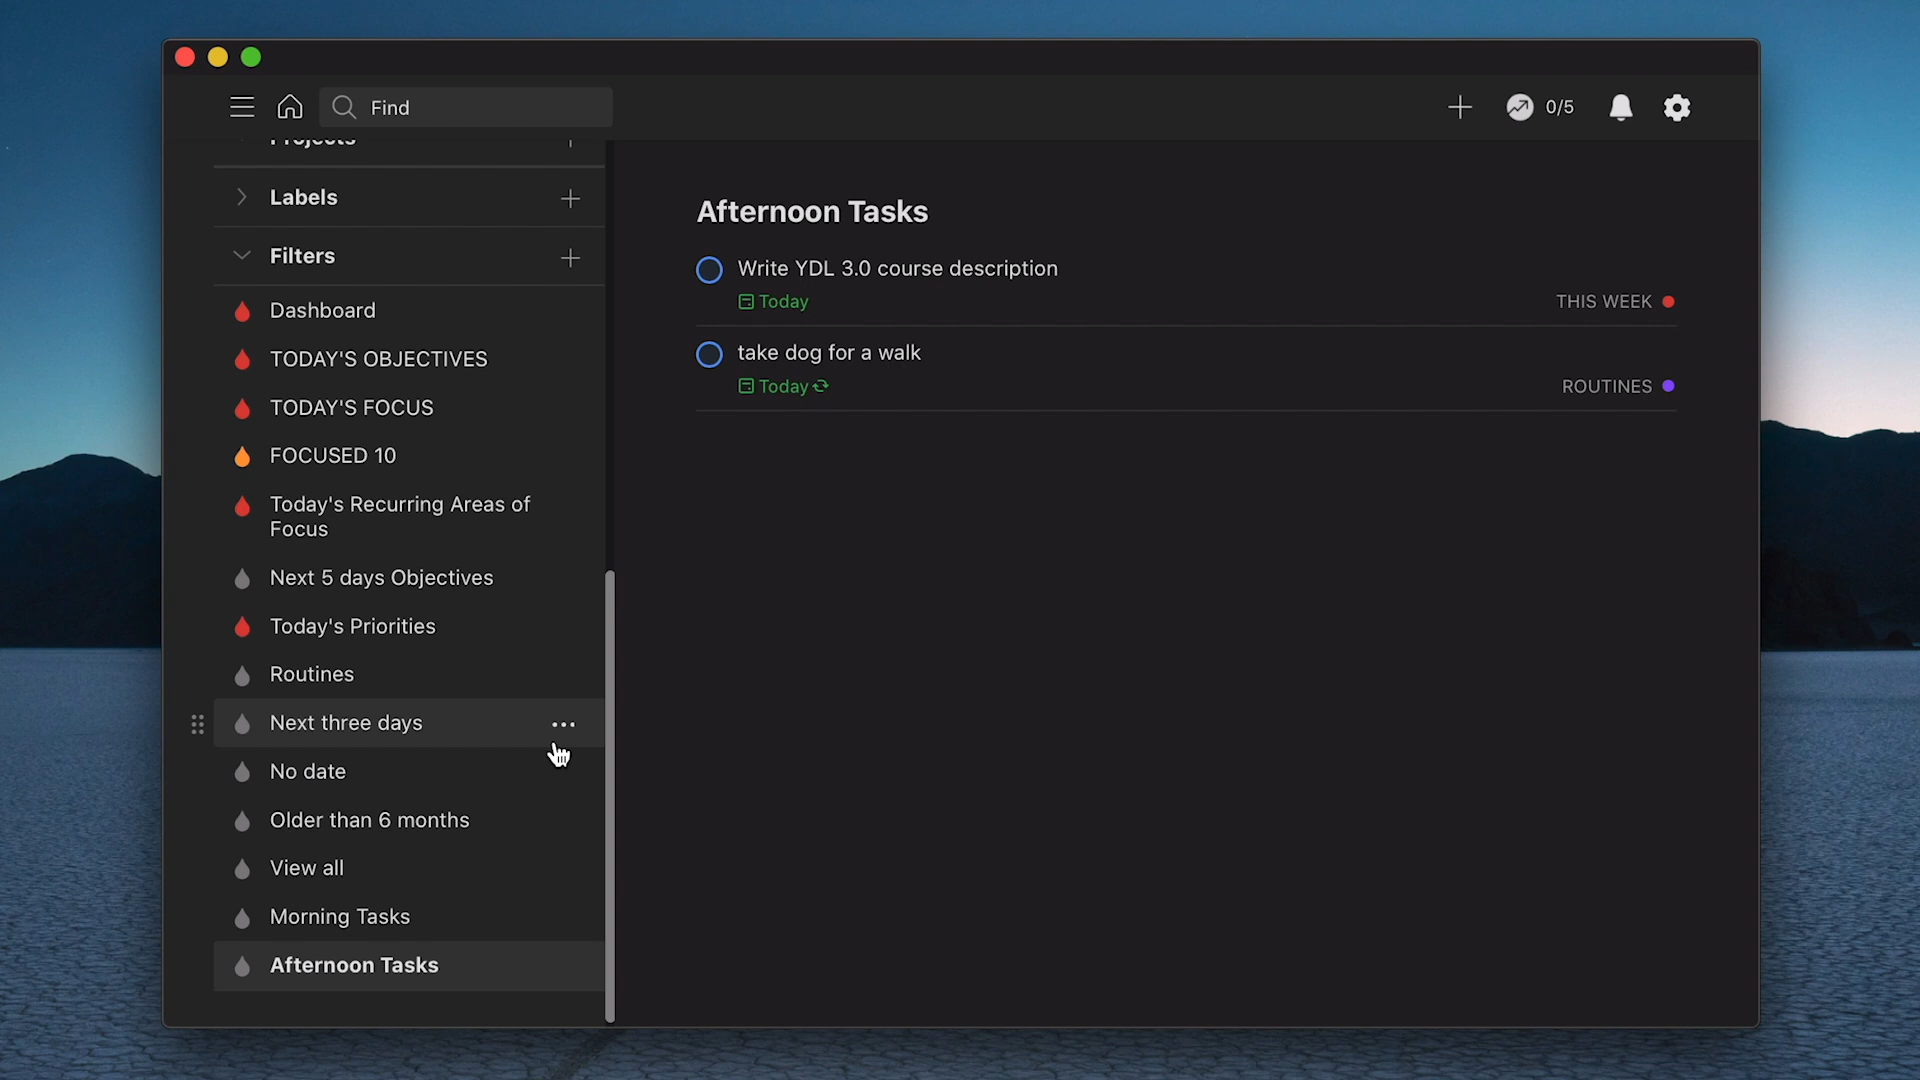 Find
0/5
Projects
Labels
Filters
Dashboard
TODAY'S OBJECTIVES
TODAY'S FOCUS
FOCUSED 10
Today's Recurring Areas of
Focus
Next 5 days Objectives
Today's Priorities
Routines
Next three days
No date
Older than 6 months
View all
Morning Tasks
Afternoon Tasks
Afternoon Tasks
Write YDL 3.0 course description
Today
THIS WEEK
take dog for a walk
Today
ROUTINES